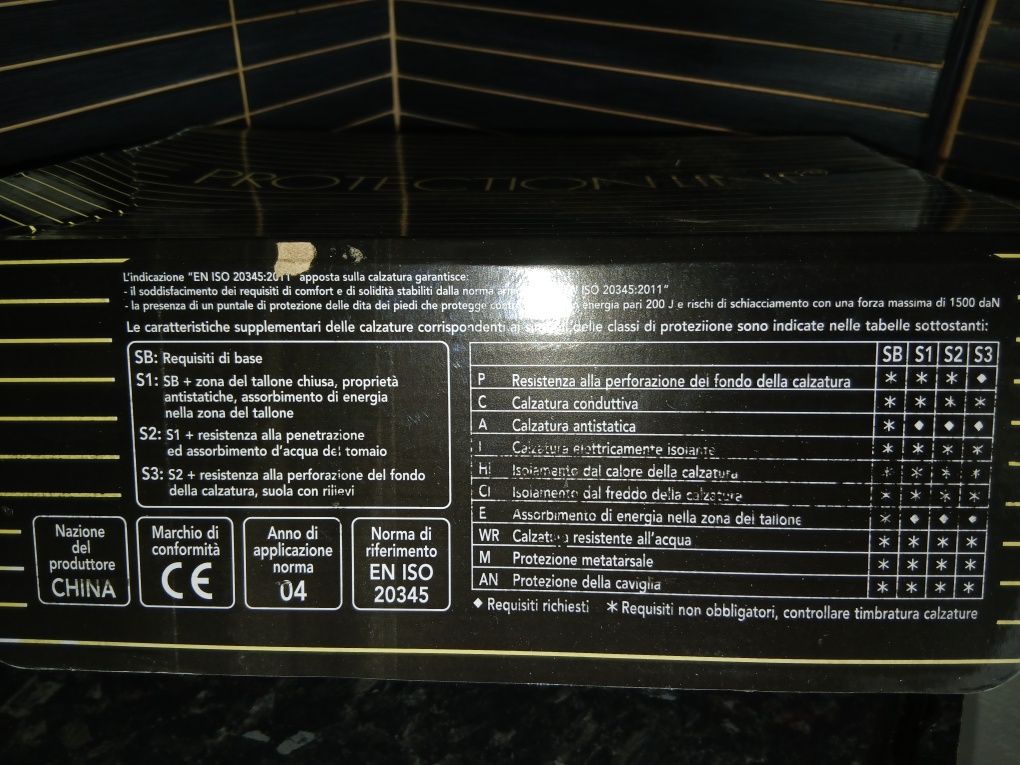 PROTECTION LINE®
L'indicazione "EN ISO 20345:2011" apposta sulla calzatura garantisce:
- il soddisfacimento dei requisiti di comfort e di solidità stabiliti dalla norma ISO 20345:2011"
- la presenza di un puntale di protezione delle dita dei piedi che protegge energia pari 200 J e rischi di schiacciamento con una forza massima di 1500 daN
Le caratteristiche supplementari delle calzature corrispondenti ai delle classi di proteziione sono indicate nelle tabelle sottostanti:
SB: Requisiti di base
S1: SB + zona del tallone chiusa, proprietà
antistatiche, assorbimento di energia
nella zona del tallone
S2: S1 + resistenza alla penetrazione
ed assorbimento d'acqua del tomaio
S3: S2 + resistenza alla perforazione del fondo
della calzatura, suola con rilievi
Nazione
del
produttore
CHINA
Marchio di
conformità
CE
Anno di
applicazione
norma
04
Norma di
riferimento
EN ISO
20345
SB S1 S2 S3
P Resistenza alla perforazione del fondo della calzatura * * * ◆
C Calzatura conduttiva * * * *
A Calzatura antistatica * ◆ ◆ ◆
I Calzatura elettricamente isolante * * * *
HI Isolamento dal calore della calzatura * * * *
CI Isolamento dal freddo della calzatura * * * *
E Assorbimento di energia nella zona del tallone * ◆ ◆ ◆
WR Calzatura resistente all'acqua * * * *
M Protezione metatarsale * * * *
AN Protezione della caviglia * * * *
◆ Requisiti richiesti * Requisiti non obbligatori, controllare timbratura calzature